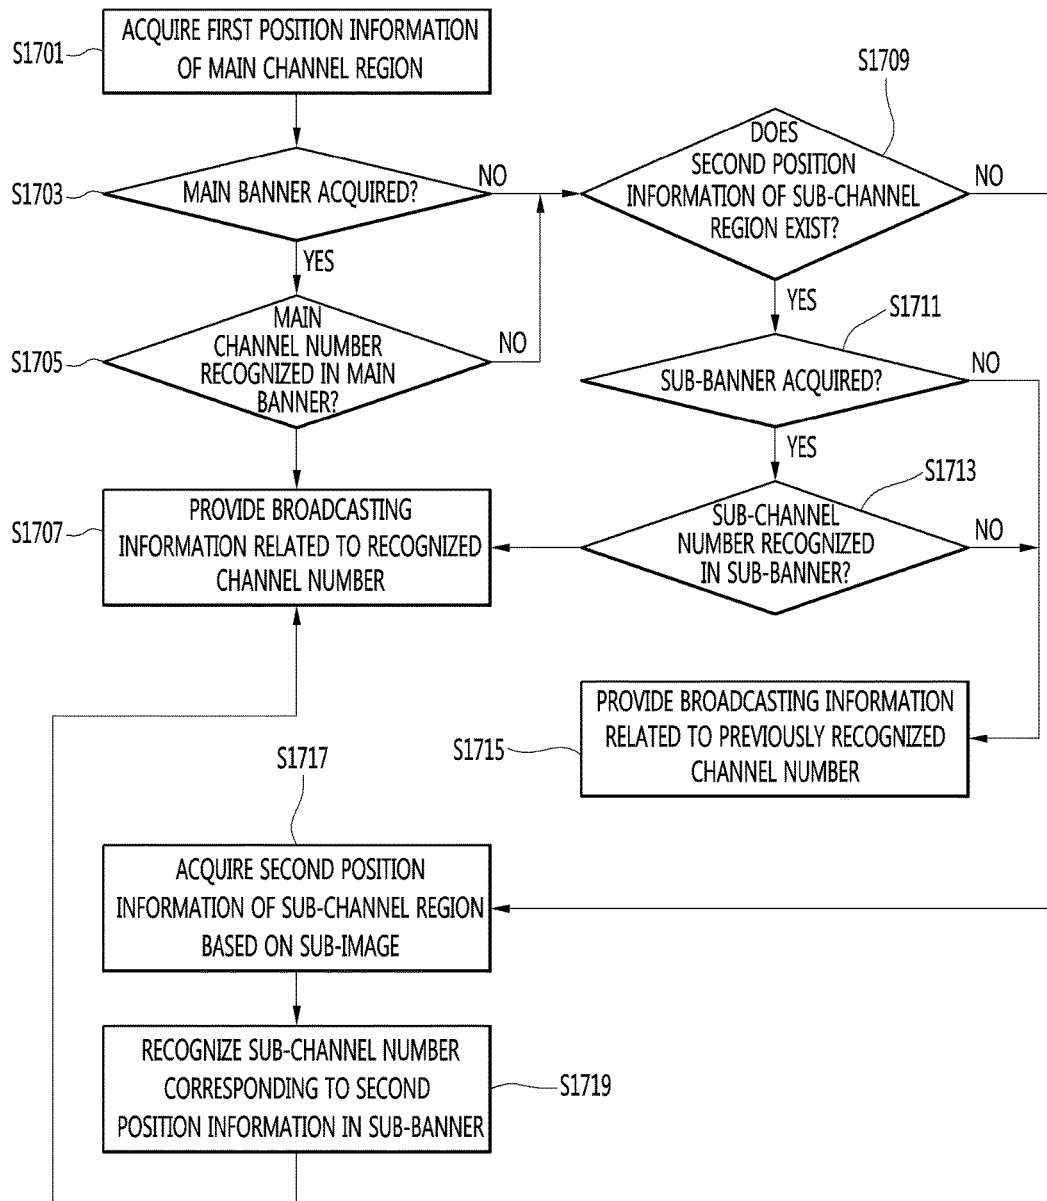 S1701
ACQUIRE FIRST POSITION INFORMATION
OF MAIN CHANNEL REGION
S1703
MAIN BANNER ACQUIRED?
NO
YES
S1705
MAIN
CHANNEL NUMBER
RECOGNIZED IN MAIN
BANNER?
NO
S1707
PROVIDE BROADCASTING
INFORMATION RELATED TO RECOGNIZED
CHANNEL NUMBER
S1709
DOES
SECOND POSITION
INFORMATION OF SUB-CHANNEL
REGION EXIST?
NO
YES
S1711
SUB-BANNER ACQUIRED?
NO
YES
S1713
SUB-CHANNEL
NUMBER RECOGNIZED
IN SUB-BANNER?
NO
S1715
PROVIDE BROADCASTING INFORMATION
RELATED TO PREVIOUSLY RECOGNIZED
CHANNEL NUMBER
S1717
ACQUIRE SECOND POSITION
INFORMATION OF SUB-CHANNEL REGION
BASED ON SUB-IMAGE
RECOGNIZE SUB-CHANNEL NUMBER
CORRESPONDING TO SECOND
POSITION INFORMATION IN SUB-BANNER
S1719